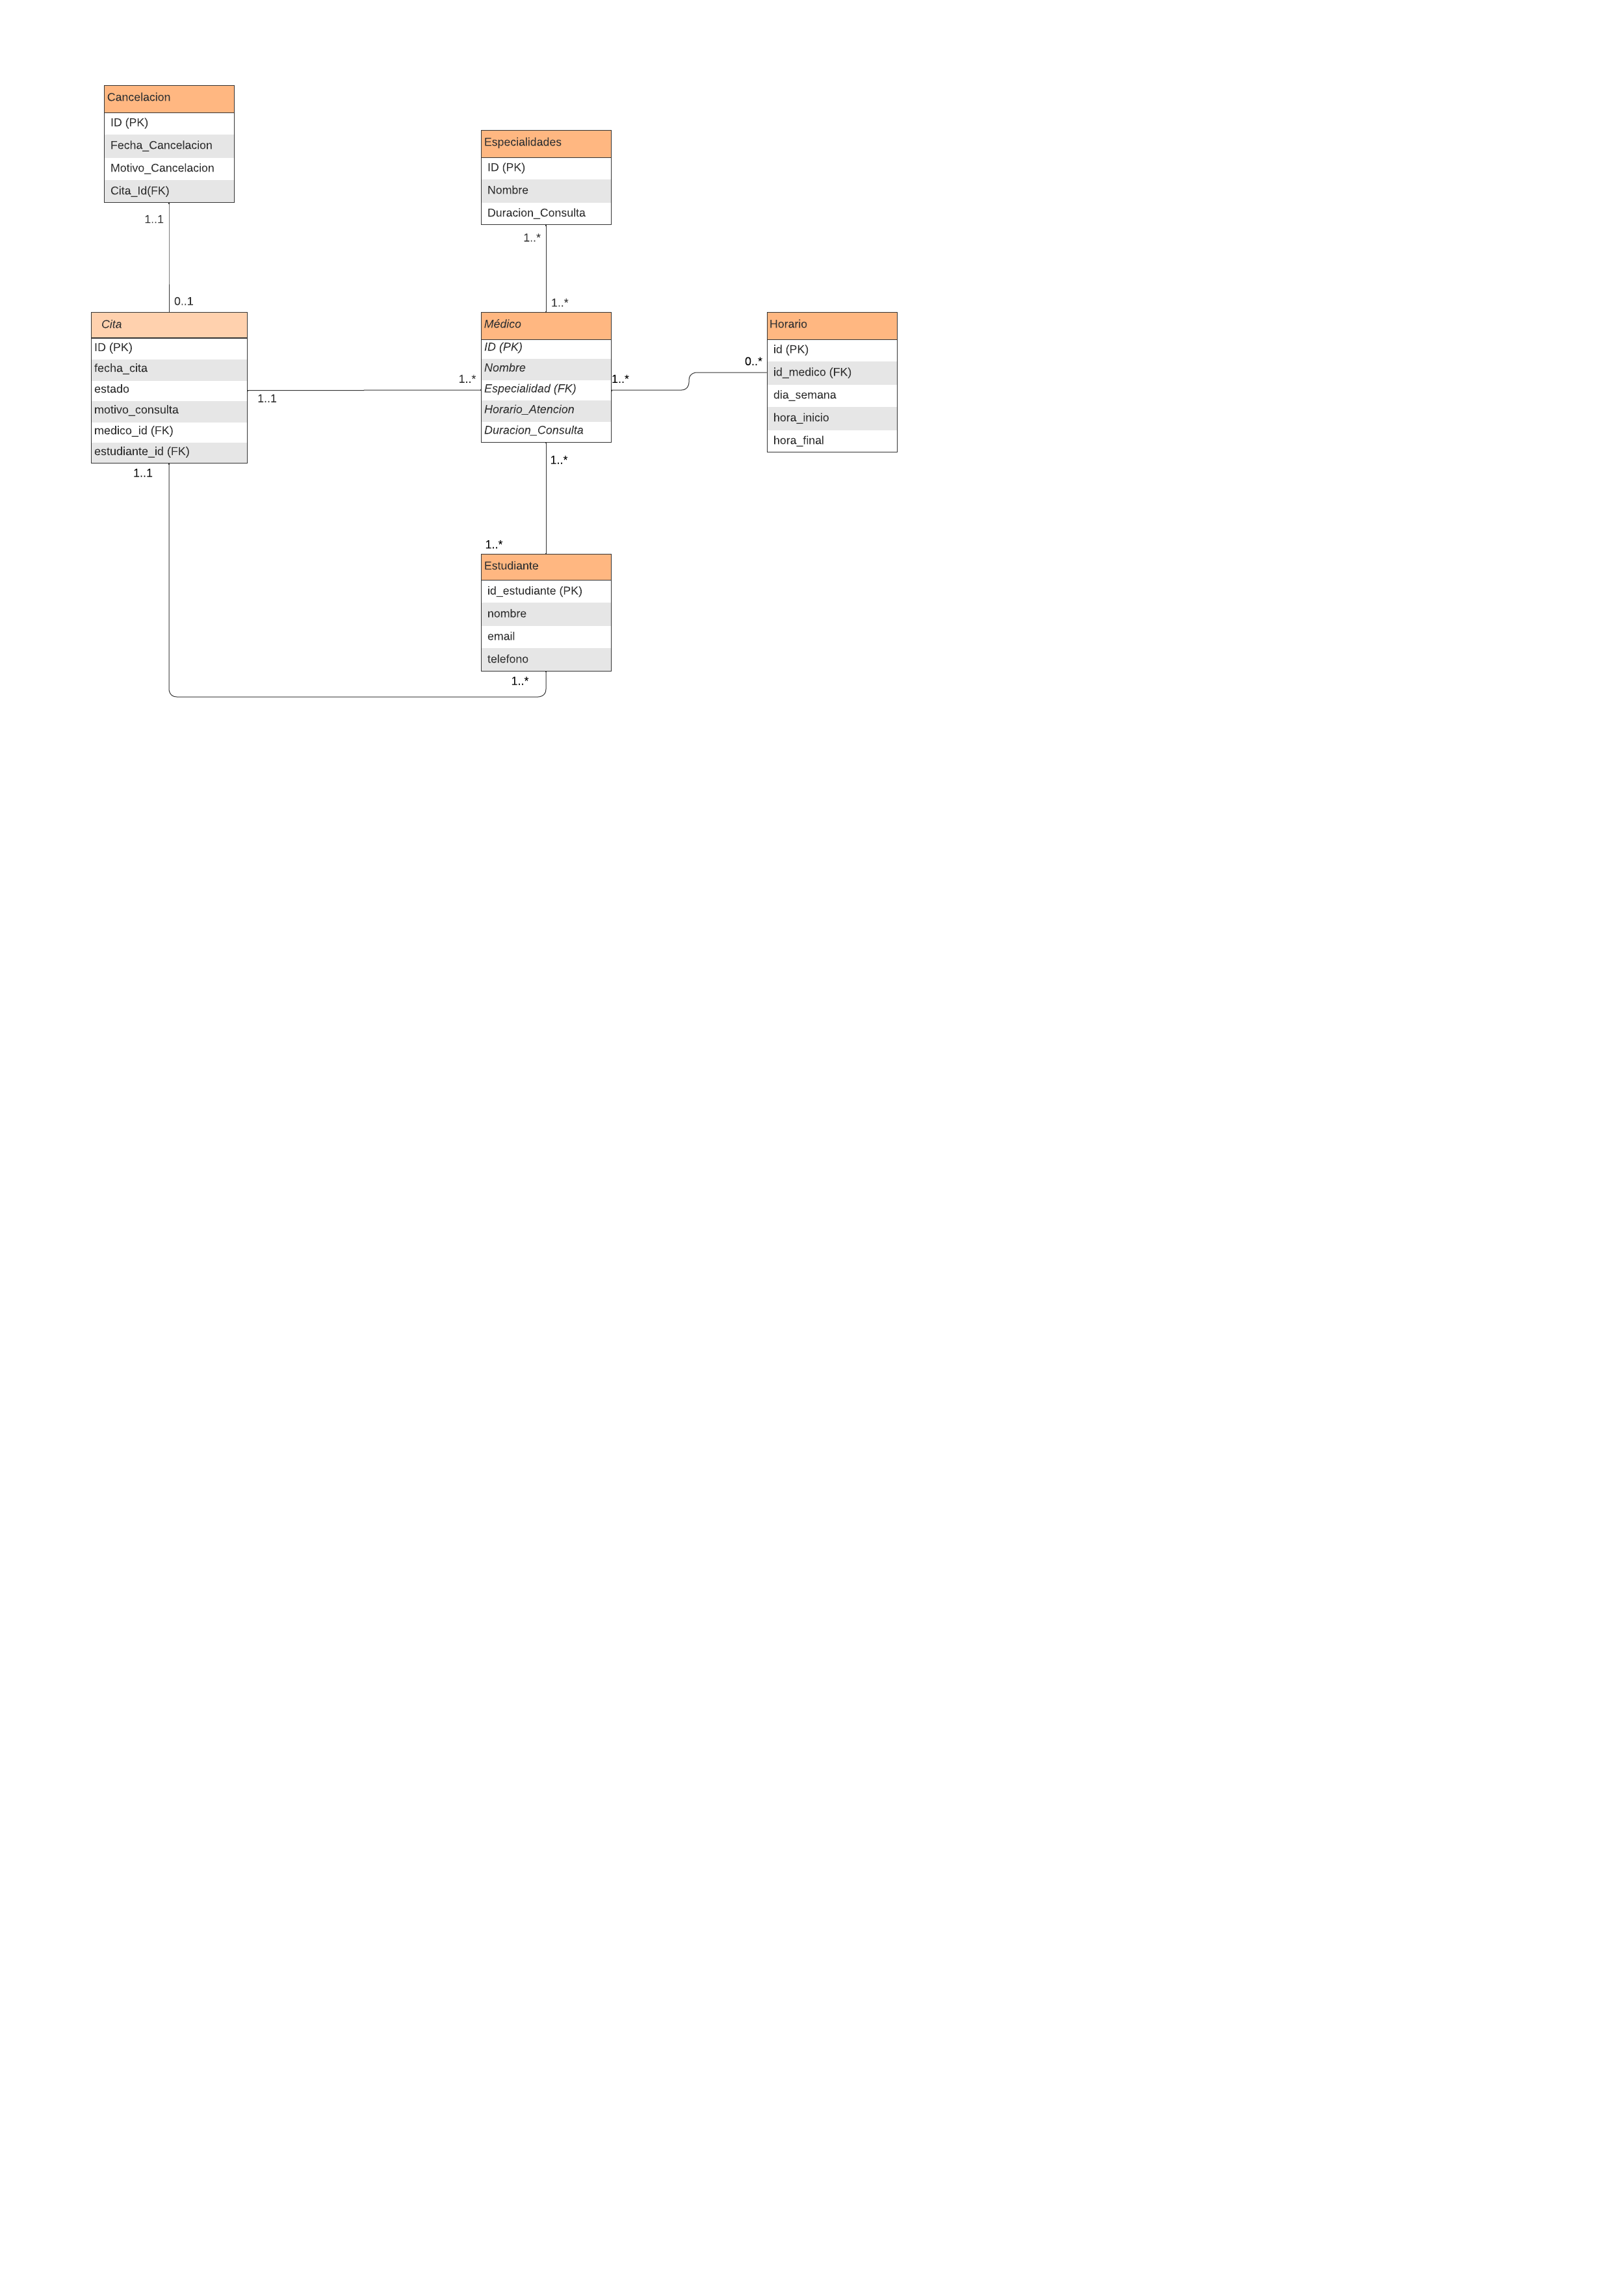 Cancelacion
ID (PK)
Fecha_Cancelacion
Motivo_Cancelacion
Cita_Id(FK)
1..1
0..1
Especialidades
ID (PK)
Nombre
Duracion_Consulta
1..*
1..*
Cita
ID (PK)
fecha_cita
estado
motivo_consulta
medico_id (FK)
estudiante_id (FK)
1..1
1..1
1..*
Médico
ID (PK)
Nombre
Especialidad (FK)
Horario_Atencion
Duracion_Consulta
1..*
1..*
0..*
Horario
id (PK)
id_medico (FK)
dia_semana
hora_inicio
hora_final
1..*
Estudiante
id_estudiante (PK)
nombre
email
telefono
1..*